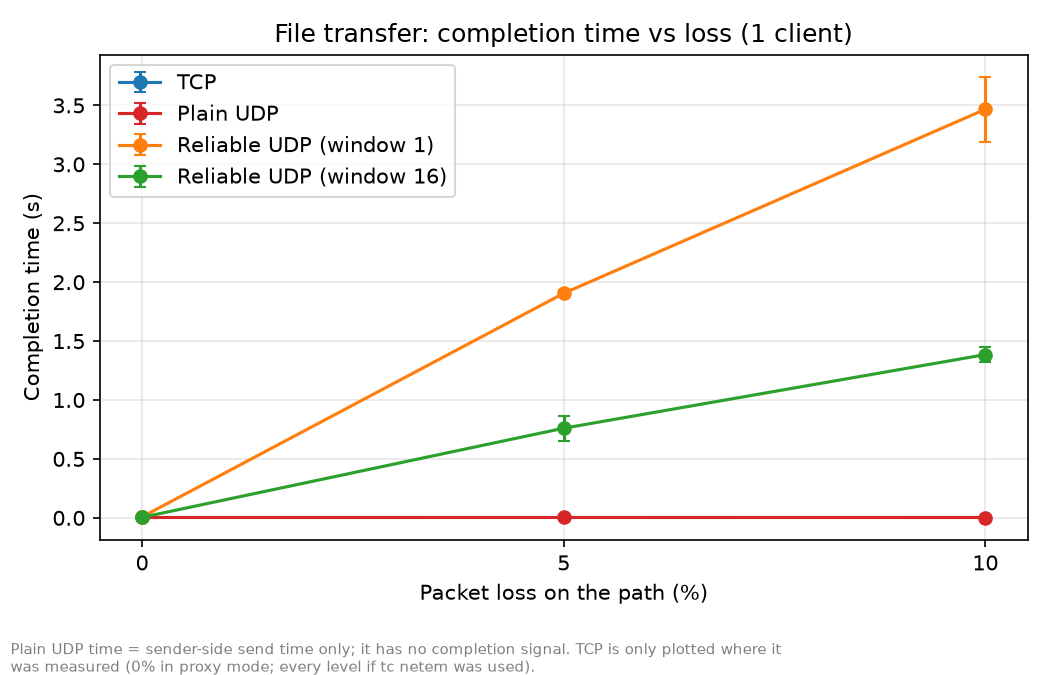 File transfer: completion time vs loss (1 client)
TCP
Plain UDP
Reliable UDP (window 1)
Reliable UDP (window 16)
Completion time (s)
3.5
3.0
2.5
2.0
1.5
1.0
0.5
0.0
0
5
10
Packet loss on the path (%)
Plain UDP time = sender-side send time only; it has no completion signal. TCP is only plotted where it
was measured (0% in proxy mode; every level if tc netem was used).